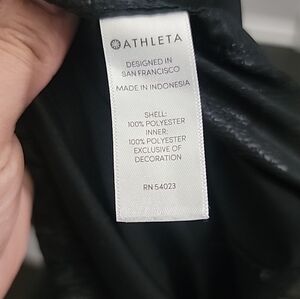 ATHLETA
DESIGNED IN
SAN FRANCISCO
MADE IN INDONESIA
SHELL:
100% POLYESTER
INNER:
100% POLYESTER
EXCLUSIVE OF
DECORATION
RN 54023